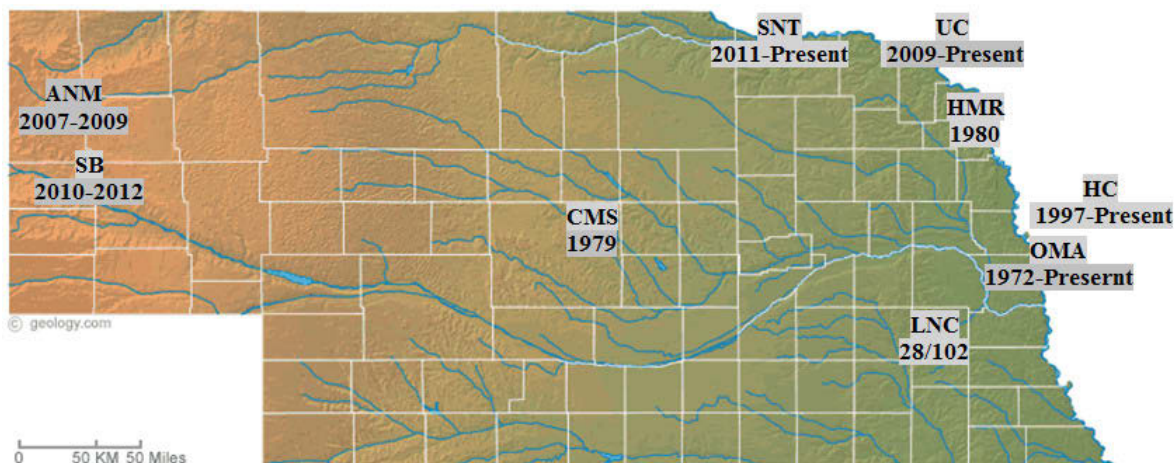 SNT
2011-Present
UC
2009-Present
ANM
2007-2009
HMR
1980
SB
2010-2012
HC
1997-Present
CMS
1979
OMA
1972-Presernt
© geology.com
LNC
28/102
0 50 KM 50 Miles